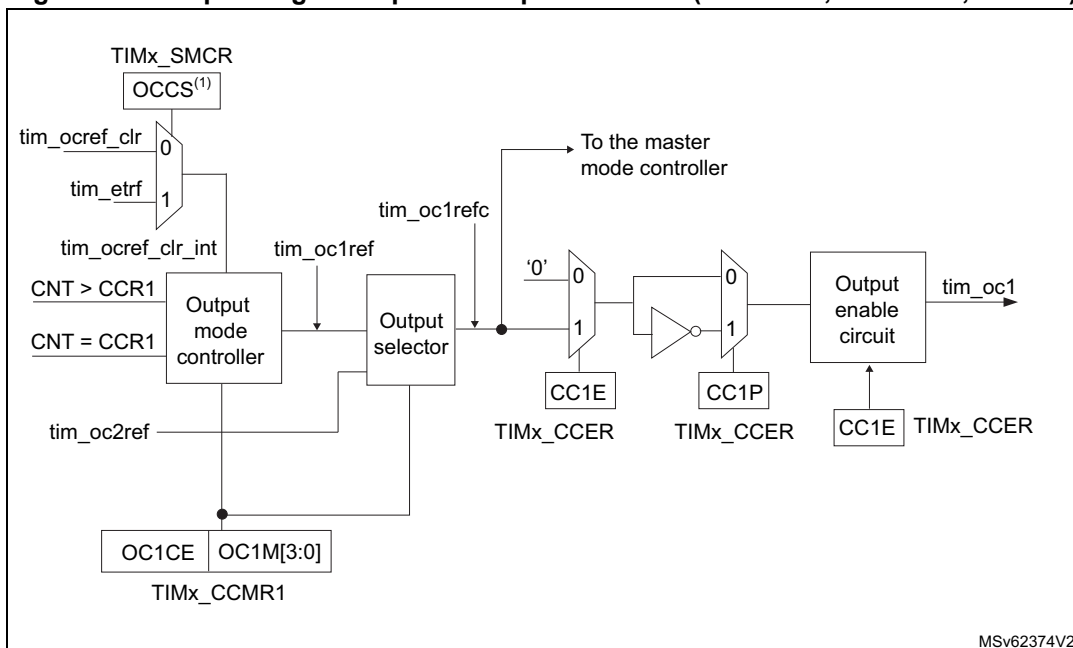 TIMx_SMCR
OCCS(1)
tim_ocref_clr
0
tim_etrf
1
tim_ocref_clr_int
To the master
mode controller
tim_oc1refc
tim_oc1ref
CNT > CCR1
CNT = CCR1
Output
mode
controller
Output
selector
tim_oc2ref
'0'
0
1
0
1
CC1E
TIMx_CCER
CC1P
TIMx_CCER
Output
enable
circuit
tim_oc1
CC1E
TIMx_CCER
OC1CE
OC1M[3:0]
TIMx_CCMR1
MSv62374V2